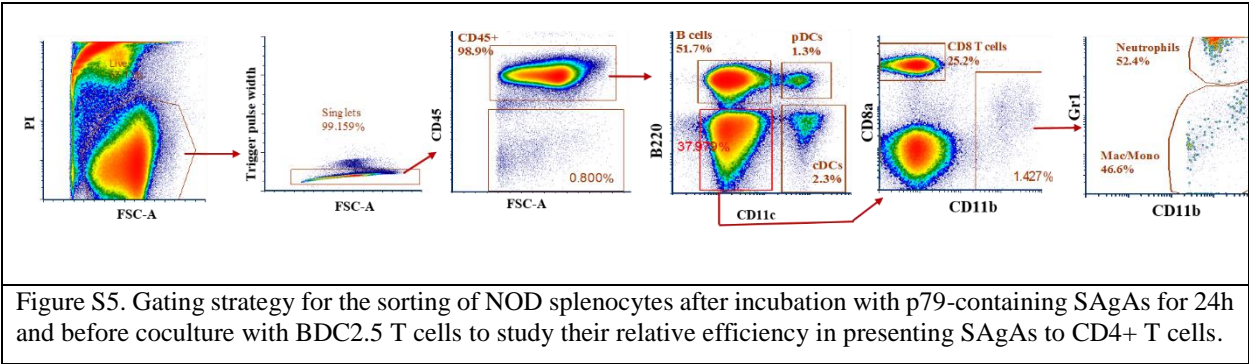 PI
Live
FSC-A
Trigger pulse width
Singlets
99.159%
FSC-A
CD45
CD45+
98.9%
0.800%
FSC-A
B220
B cells
51.7%
pDCs
1.3%
cDCs
2.3%
CD11c
CD8a
CD8 T cells
25.2%
1.427%
CD11b
Gr1
Neutrophils
52.4%
Mac/Mono
46.6%
CD11b
Figure S5. Gating strategy for the sorting of NOD splenocytes after incubation with p79-containing SAgAs for 24h
and before coculture with BDC2.5 T cells to study their relative efficiency in presenting SAgAs to CD4+ T cells.